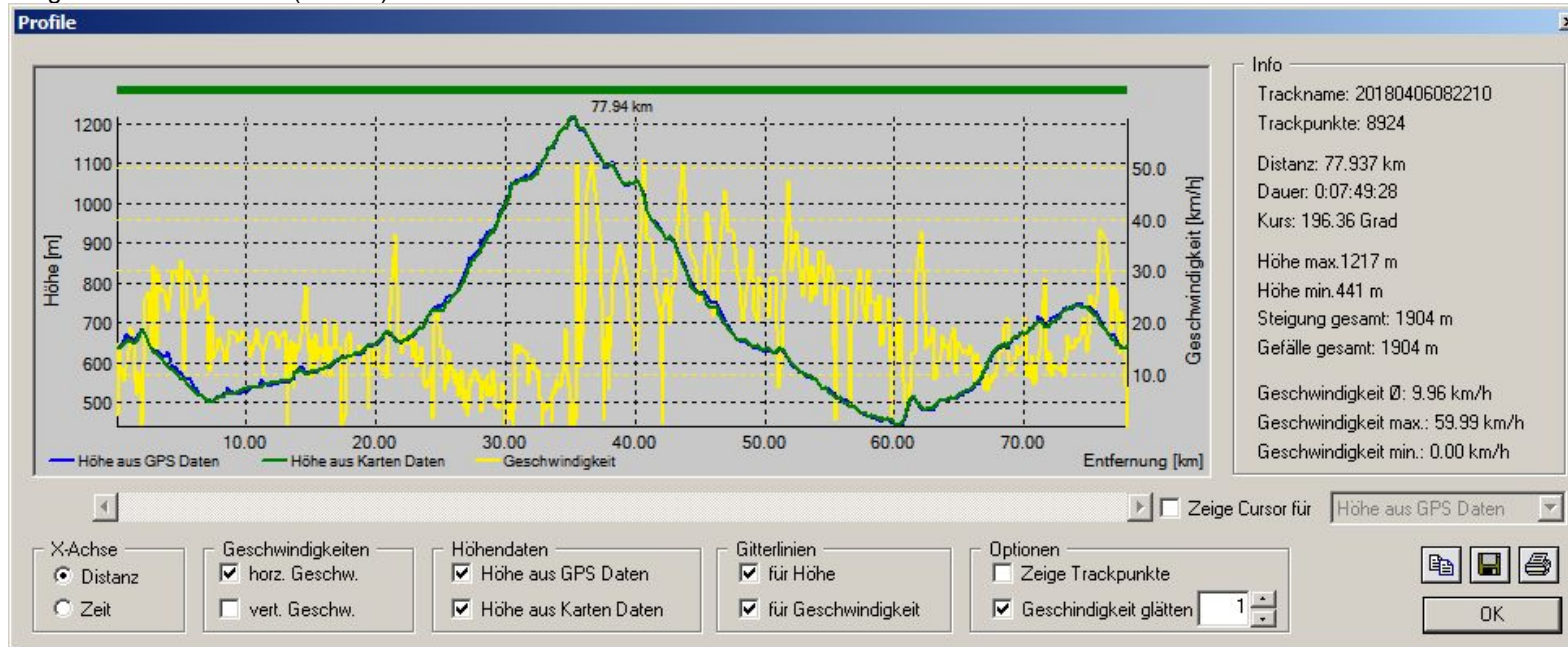 Profile
77.94 km
1200
1100
1000
900
800
700
600
500
Höhe [m]
50.0
40.0
30.0
20.0
10.0
Geschwindigkeit [km/h]
10.00 20.00 30.00 40.00 50.00 60.00 70.00
Höhe aus GPS Daten Höhe aus Karten Daten Geschwindigkeit Entfernung [km]
Info
Trackname: 20180406082210
Trackpunkte: 8924
Distanz: 77.937 km
Dauer: 0:07:49:28
Kurs: 196.36 Grad
Höhe max.1217 m
Höhe min.441 m
Steigung gesamt: 1904 m
Gefälle gesamt: 1904 m
Geschwindigkeit Ø: 9.96 km/h
Geschwindigkeit max.: 59.99 km/h
Geschwindigkeit min.: 0.00 km/h
Zeige Cursor für Höhe aus GPS Daten
X-Achse
Distanz
Zeit
Geschwindigkeiten
horz. Geschw.
vert. Geschw.
Höhendaten
Höhe aus GPS Daten
Höhe aus Karten Daten
Gitterlinien
für Höhe
für Geschwindigkeit
Optionen
Zeige Trackpunkte
Geschindigkeit glätten 1
OK